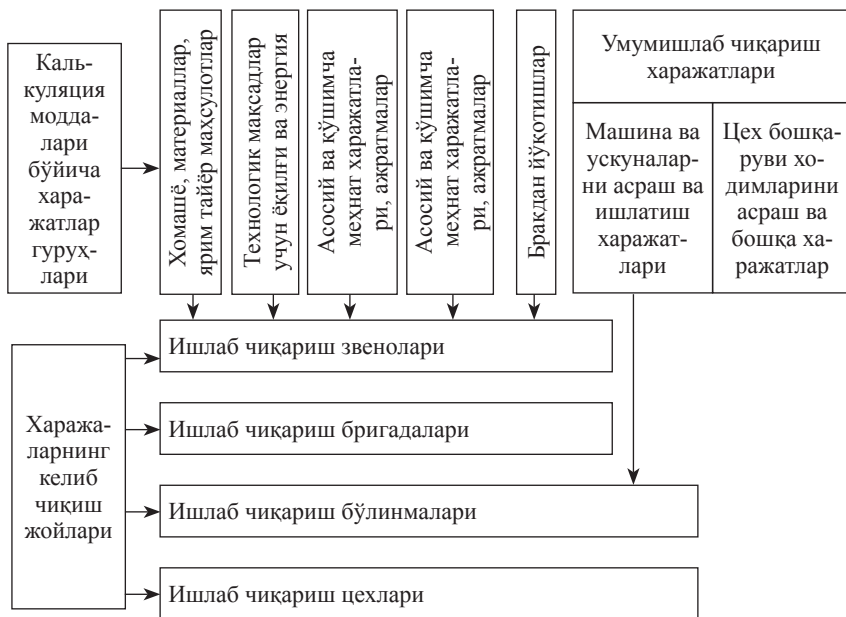 Каль-
куляция
модда-
лари
бўйича
хара-
жатлар
гуруҳ-
лари
Хомашё, материаллар,
ярим тайёр маҳсулотлар
Технологик мақсадлар
учун ёқилғи ва энергия
Асосий ва қўшимча
меҳнат харажатла-
ри, ажратмалар
Асосий ва қўшимча
меҳнат харажатла-
ри, ажратмалар
Бракдан йўқотишлар
Умумишлаб чиқариш
харажатлари
Машина ва
ускуналар-
ни асраш ва
ишлатиш
харажат-
лари
Цех бошқа-
руви хо-
димларини
асраш ва
бошқа ха-
ражатлар
Хаража-
ларнинг
келиб
чиқиш
жойлари
Ишлаб чиқариш звенолари
Ишлаб чиқариш бригадалари
Ишлаб чиқариш бўлинмалари
Ишлаб чиқариш цехлари